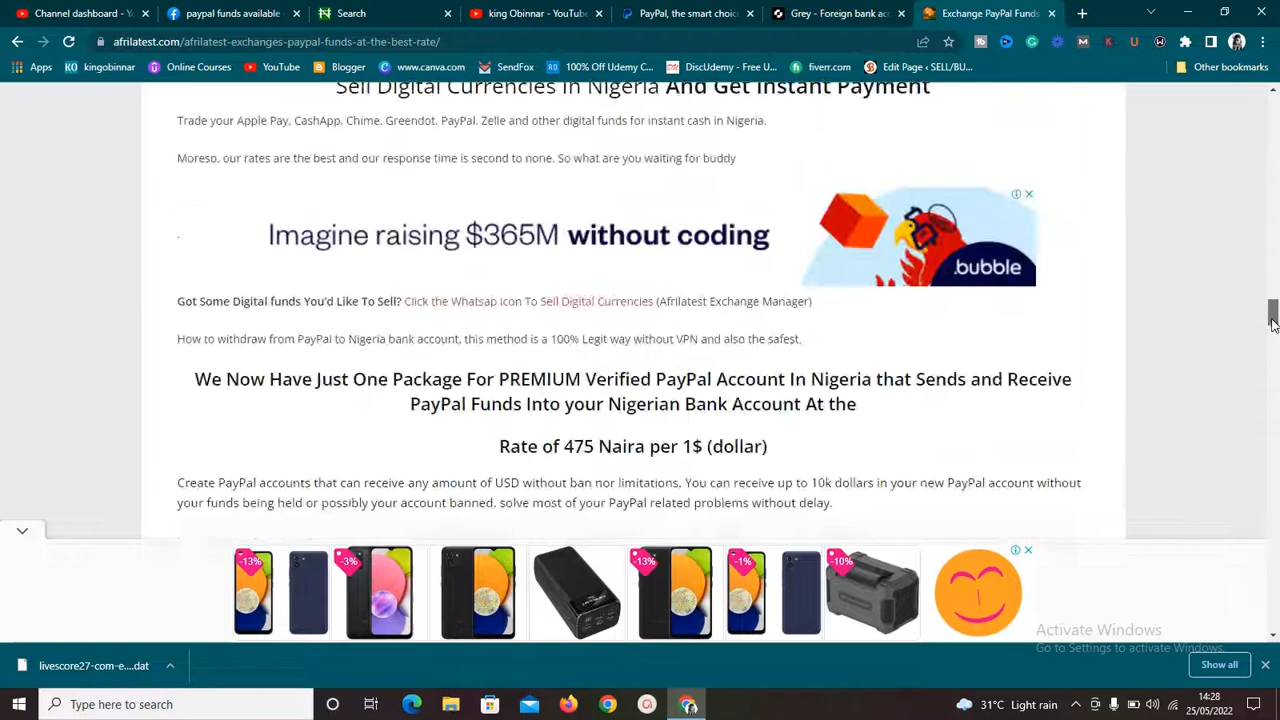 Channel dashboard - Yo
paypal funds available
Search
king Obinnar - YouTube
PayPal, the smart choic
Grey - Foreign bank ac
Exchange PayPal Funds
afrilatest.com/afrilatest-exchanges-paypal-funds-at-the-best-rate/
Apps
kingobinnar
Online Courses
YouTube
Blogger
www.canva.com
SendFox
100% Off Udemy C...
DiscUdemy - Free U...
fiverr.com
Edit Page ‹ SELL/BU...
Other bookmarks
Sell Digital Currencies In Nigeria And Get Instant Payment
Trade your Apple Pay, CashApp, Chime, Greendot, PayPal, Zelle and other digital funds for instant cash in Nigeria.
Moreso, our rates are the best and our response time is second to none. So what are you waiting for buddy
.
Imagine raising $365M without coding
.bubble
Got Some Digital funds You'd Like To Sell? Click the Whatsap icon To Sell Digital Currencies (Afrilatest Exchange Manager)
How to withdraw from PayPal to Nigeria bank account, this method is a 100% Legit way without VPN and also the safest.
We Now Have Just One Package For PREMIUM Verified PayPal Account In Nigeria that Sends and Receive
PayPal Funds Into your Nigerian Bank Account At the
Rate of 475 Naira per 1$ (dollar)
Create PayPal accounts that can receive any amount of USD without ban nor limitations, You can receive up to 10k dollars in your new PayPal account without
your funds being held or possibly your account banned, solve most of your PayPal related problems without delay.
-13%
-3%
-13%
-1%
-10%
Activate Windows
Go to Settings to activate Windows.
livescore27-com-e....dat
Show all
Type here to search
31°C Light rain
14:28
25/05/2022